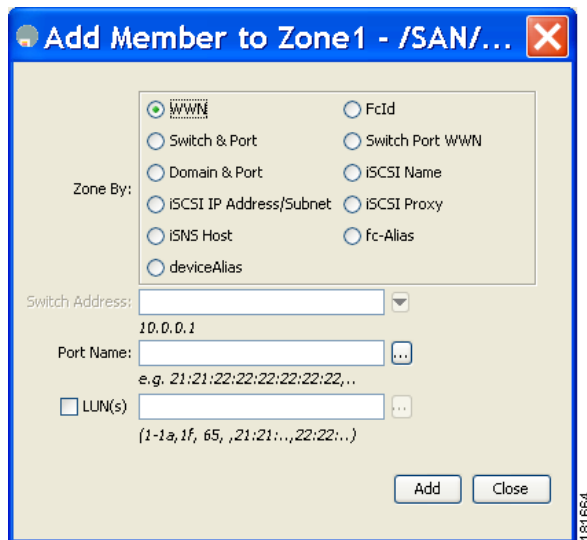 Add Member to Zone1 - /SAN/...
Zone By:
WWN
FcId
Switch & Port
Switch Port WWN
Domain & Port
iSCSI Name
iSCSI IP Address/Subnet
iSCSI Proxy
iSNS Host
fc-Alias
deviceAlias
Switch Address:
10.0.0.1
Port Name:
...
e.g. 21:21:22:22:22:22:22:22,..
LUN(s)
...
(1-1a,1f, 65, ,21:21:..,22:22:..)
Add
Close
181664